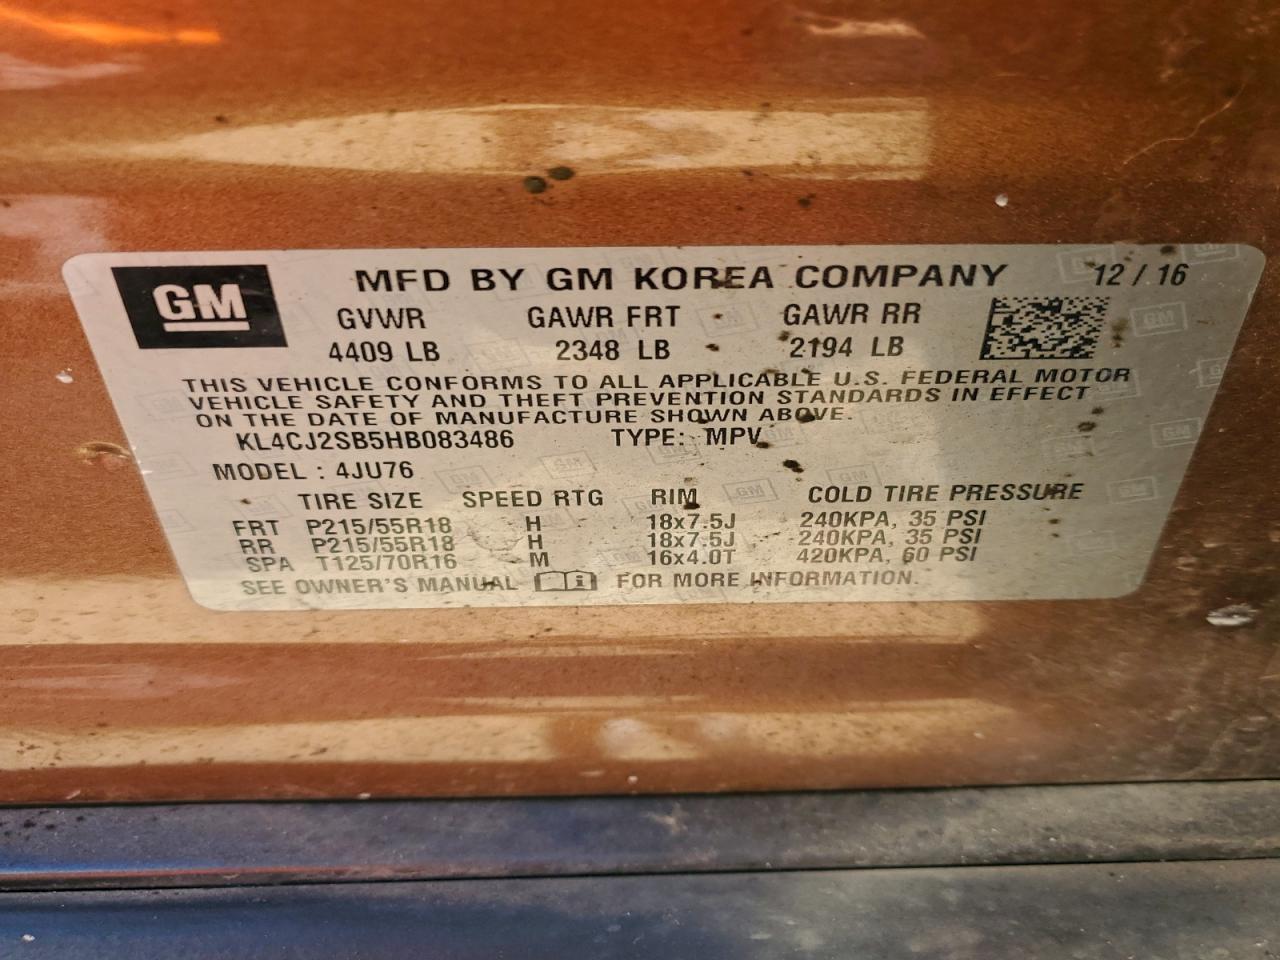 GM
MFD BY GM KOREA COMPANY 12 / 16
GVWR GAWR FRT GAWR RR
4409 LB 2348 LB 2194 LB
THIS VEHICLE CONFORMS TO ALL APPLICABLE U.S. FEDERAL MOTOR
VEHICLE SAFETY AND THEFT PREVENTION STANDARDS IN EFFECT
ON THE DATE OF MANUFACTURE SHOWN ABOVE.
KL4CJ2SB5HB083486 TYPE: MPV
MODEL : 4JU76
TIRE SIZE SPEED RTG RIM COLD TIRE PRESSURE
FRT P215/55R18 H 18x7.5J 240KPA, 35 PSI
RR P215/55R18 H 18x7.5J 240KPA, 35 PSI
SPA T125/70R16 M 16x4.0T 420KPA, 60 PSI
SEE OWNER'S MANUAL i FOR MORE INFORMATION.